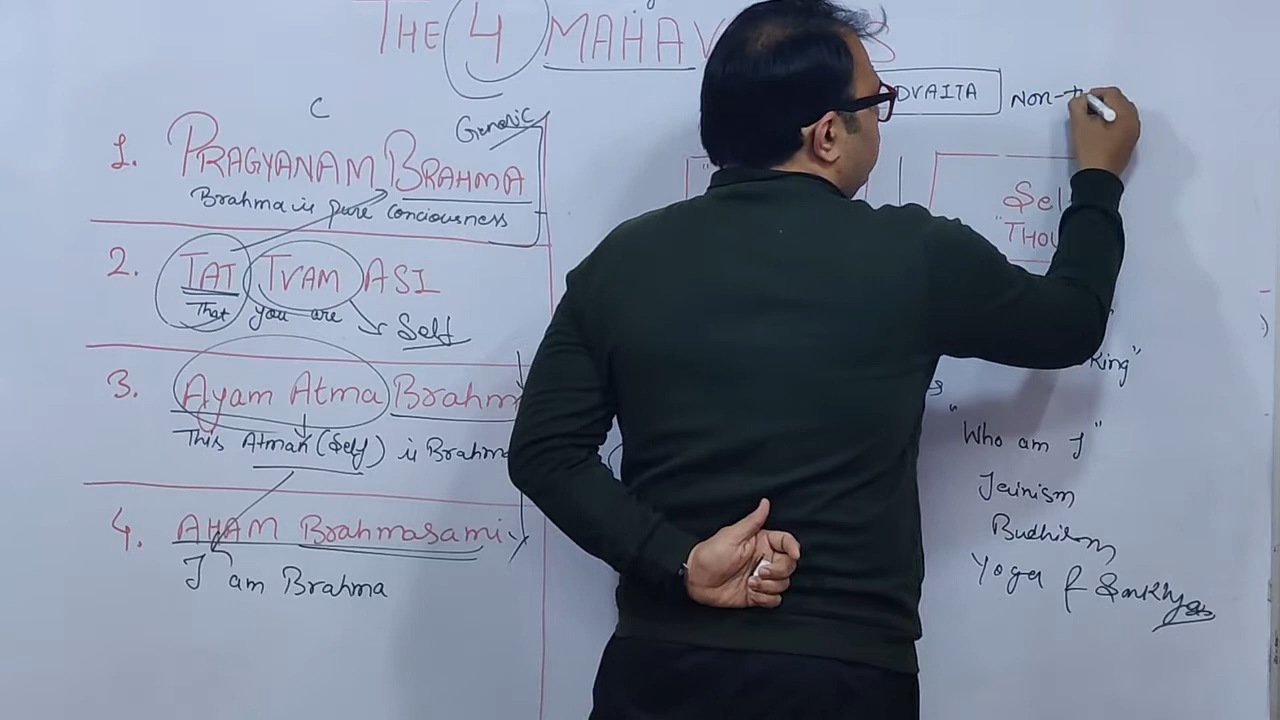 THE 4 MAHAV S
DVAITA
Non-
C
Generic
1. PRAGYANAM BRAHMA
Brahma is pure conciousness
2. TAT TVAM ASI
That you are
Self
3. Ayam Atma Brahm
This Atman (Self) is Brahma
4. AHAM Brahmasami
I am Brahma
Sel
"THOU
King"
"Who am I"
Jainism
Budhism
Yoga & Sankhya